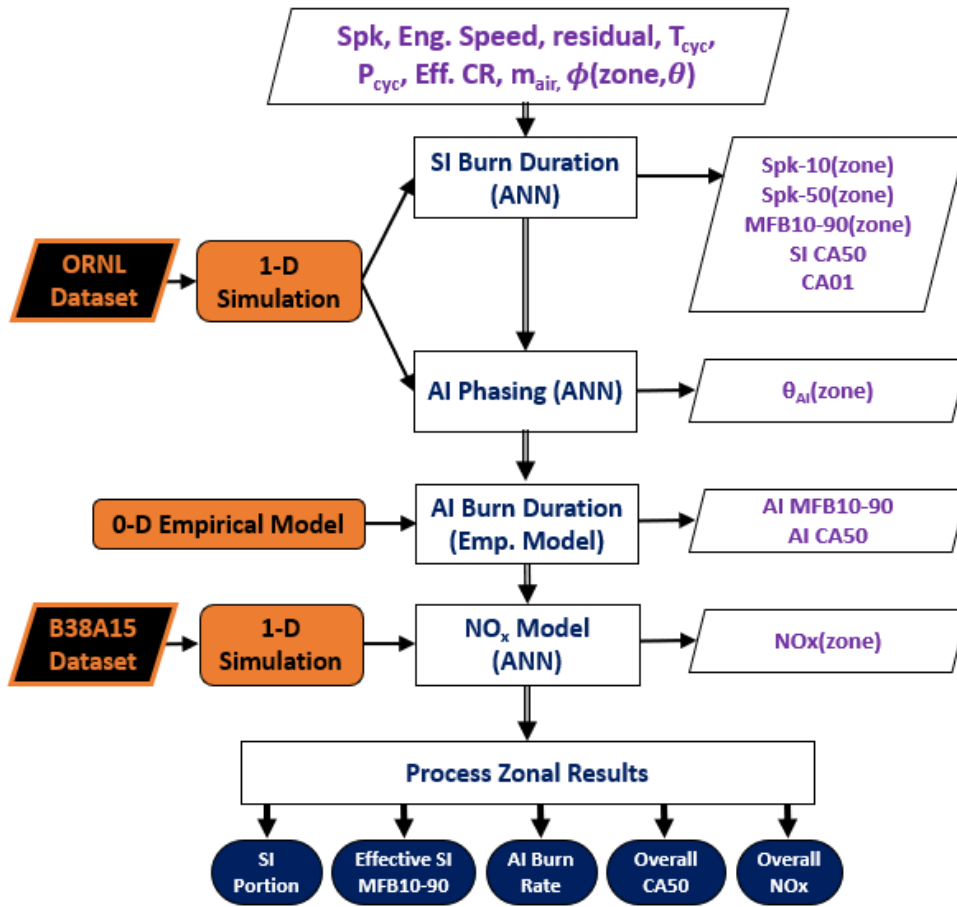 Spk, Eng. Speed, residual, Tcyc,
Pcyc, Eff. CR, mair, ϕ(zone,θ)
SI Burn Duration
(ANN)
Spk-10(zone)
Spk-50(zone)
MFB10-90(zone)
SI CA50
CA01
ORNL
Dataset
1-D
Simulation
AI Phasing (ANN)
θAI(zone)
0-D Empirical Model
AI Burn Duration
(Emp. Model)
AI MFB10-90
AI CA50
B38A15
Dataset
1-D
Simulation
NOx Model
(ANN)
NOx(zone)
Process Zonal Results
SI
Portion
Effective SI
MFB10-90
AI Burn
Rate
Overall
CA50
Overall
NOx